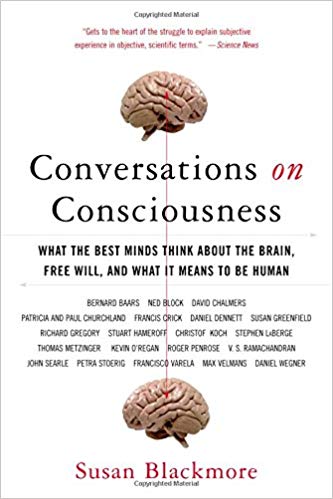 Copyrighted Material
"Gets to the heart of the struggle to explain subjective
experience in objective, scientific terms." —Science News
Conversations on
Consciousness
WHAT THE BEST MINDS THINK ABOUT THE BRAIN,
FREE WILL, AND WHAT IT MEANS TO BE HUMAN
BERNARD BAARS NED BLOCK DAVID CHALMERS
PATRICIA AND PAUL CHURCHLAND FRANCIS CRICK DANIEL DENNETT SUSAN GREENFIELD
RICHARD GREGORY STUART HAMEROFF CHRISTOF KOCH STEPHEN LaBERGE
THOMAS METZINGER KEVIN O'REGAN ROGER PENROSE V. S. RAMACHANDRAN
JOHN SEARLE PETRA STOERIG FRANCISCO VARELA MAX VELMANS DANIEL WEGNER
Susan Blackmore
Copyrighted Material